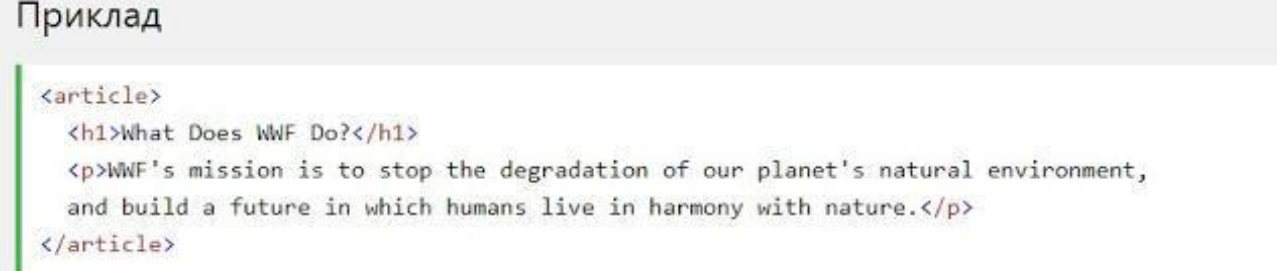 Приклад
<article>
<h1>What Does WWF Do?</h1>
<p>WWF's mission is to stop the degradation of our planet's natural environment,
and build a future in which humans live in harmony with nature.</p>
</article>